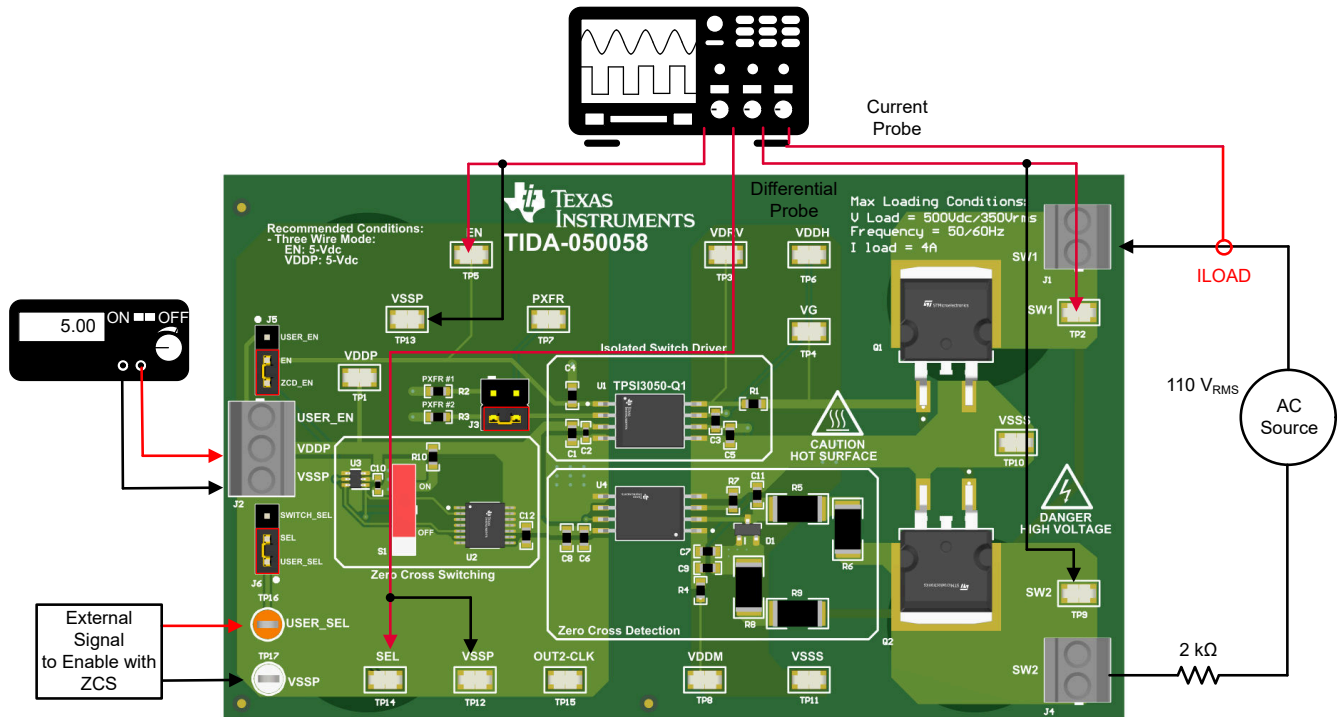 Current
Probe
Differential
Probe
TEXAS
INSTRUMENTS
TIDA-050058
Recommended Conditions:
- Three Wire Mode:
EN: 5-Vdc
VDDP: 5-Vdc
Max Loading Conditions:
V Load = 500Vdc/350Vrms
Frequency = 50/60Hz
I load = 4A
EN
TP5
VDRV
TP3
VDDH
TP6
SW1
J1
ILOAD
SW1
TP2
VSSP
TP13
PXFR
TP7
VG
TP4
5.00
ON
OFF
J5
USER_EN
EN
ZCD_EN
VDDP
TP1
Isolated Switch Driver
C4
U1
TPSI3050-Q1
R1
C1
C2
C3
C5
PXFR #1
R2
PXFR #2
R3
J3
Q1
CAUTION
HOT SURFACE
VSSS
TP10
110 VRMS
AC
Source
USER_EN
VDDP
VSSP
J2
U3
C10
R10
ON
OFF
S1
U2
C12
Zero Cross Switching
U4
C8
C6
R7
C11
R5
D1
C7
C9
R4
R8
R9
R6
Zero Cross Detection
DANGER
HIGH VOLTAGE
SWITCH_SEL
SEL
USER_SEL
J6
TP16
USER_SEL
TP17
VSSP
External
Signal
to Enable with
ZCS
SEL
TP14
VSSP
TP12
OUT2-CLK
TP15
VDDM
TP8
VSSS
TP11
Q2
SW2
TP9
SW2
J4
2 kΩ